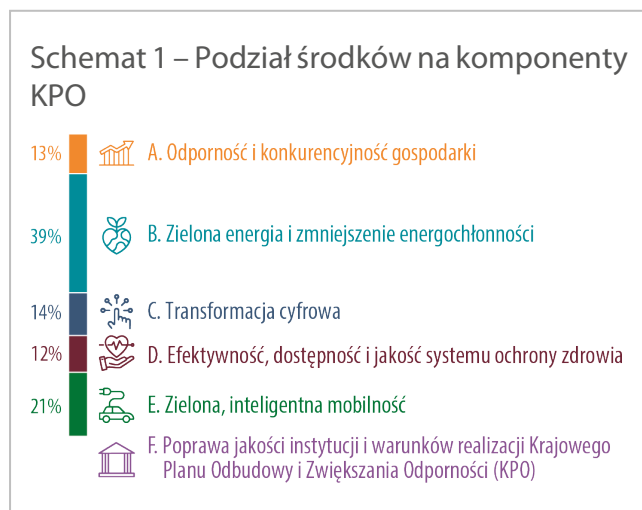 Schemat 1 – Podział środków na komponenty
KPO
13% A. Odporność i konkurencyjność gospodarki
39% B. Zielona energia i zmniejszenie energochłonności
14% C. Transformacja cyfrowa
12% D. Efektywność, dostępność i jakość systemu ochrony zdrowia
21% E. Zielona, inteligentna mobilność
F. Poprawa jakości instytucji i warunków realizacji Krajowego
Planu Odbudowy i Zwiększania Odporności (KPO)